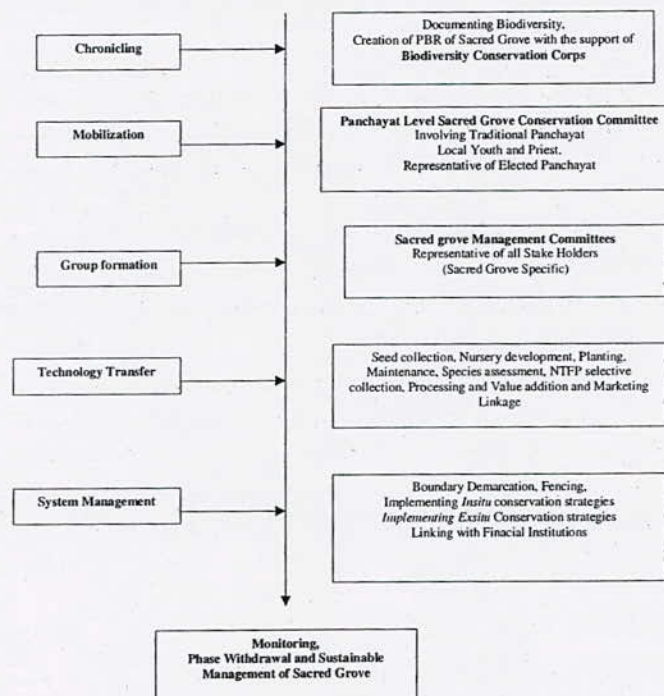 Chronicling
Documenting Biodiversity,
Creation of PBR of Sacred Grove with the support of
Biodiversity Conservation Corps
Mobilization
Panchayat Level Sacred Grove Conservation Committee
Involving Traditional Panchayat
Local Youth and Priest,
Representative of Elected Panchayat
Group formation
Sacred grove Management Committees
Representative of all Stake Holders
(Sacred Grove Specific)
Technology Transfer
Seed collection, Nursery development, Planting,
Maintenance, Species assessment, NTFP selective
collection, Processing and Value addition and Marketing
Linkage
System Management
Boundary Demarcation, Fencing,
Implementing Insitu conservation strategies
Implementing Exsitu Conservation strategies
Linking with Finacial Institutions
Monitoring,
Phase Withdrawal and Sustainable
Management of Sacred Grove